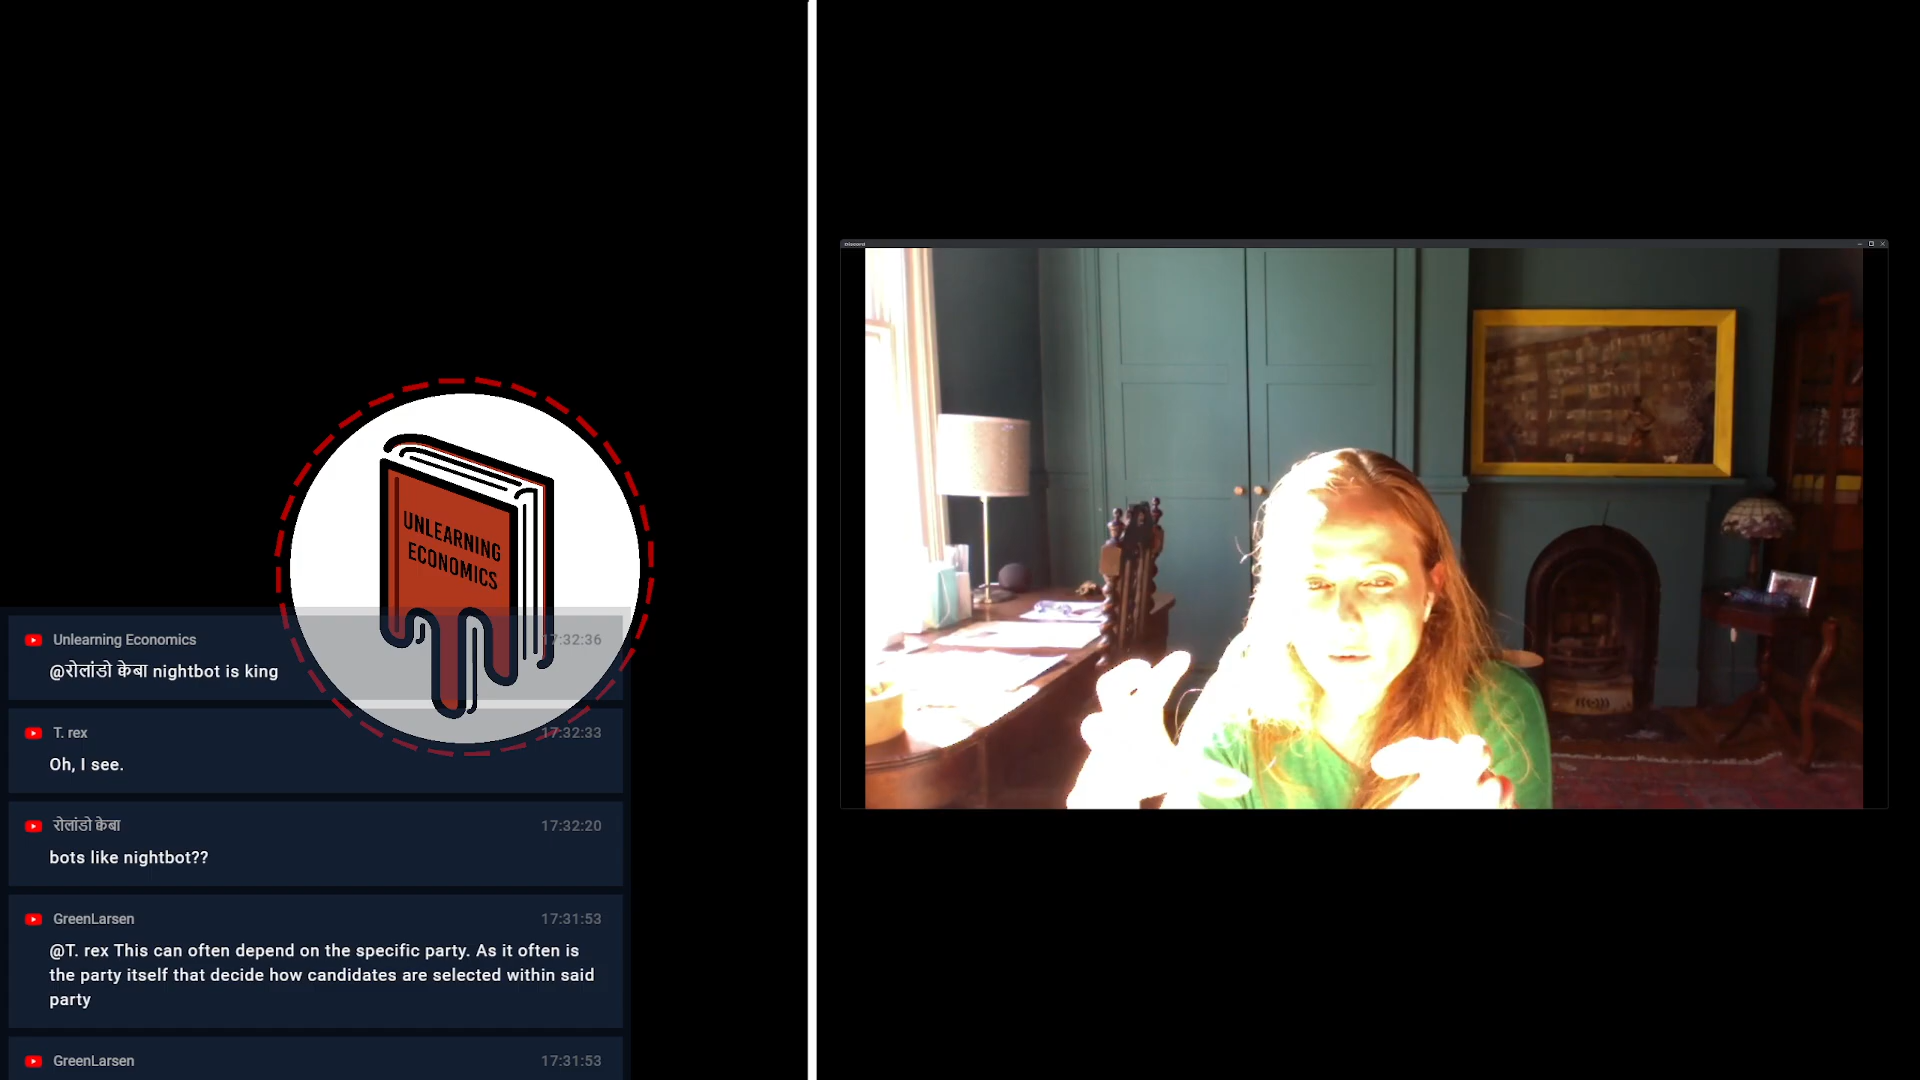 Discord
UNLEARNING
ECONOMICS
Unlearning Economics 17:32:36
@रोलांडो केबा nightbot is king
T. rex 17:32:33
Oh, I see.
रोलांडो केबा 17:32:20
bots like nightbot??
GreenLarsen 17:31:53
@T. rex This can often depend on the specific party. As it often is
the party itself that decide how candidates are selected within said
party
GreenLarsen 17:31:53